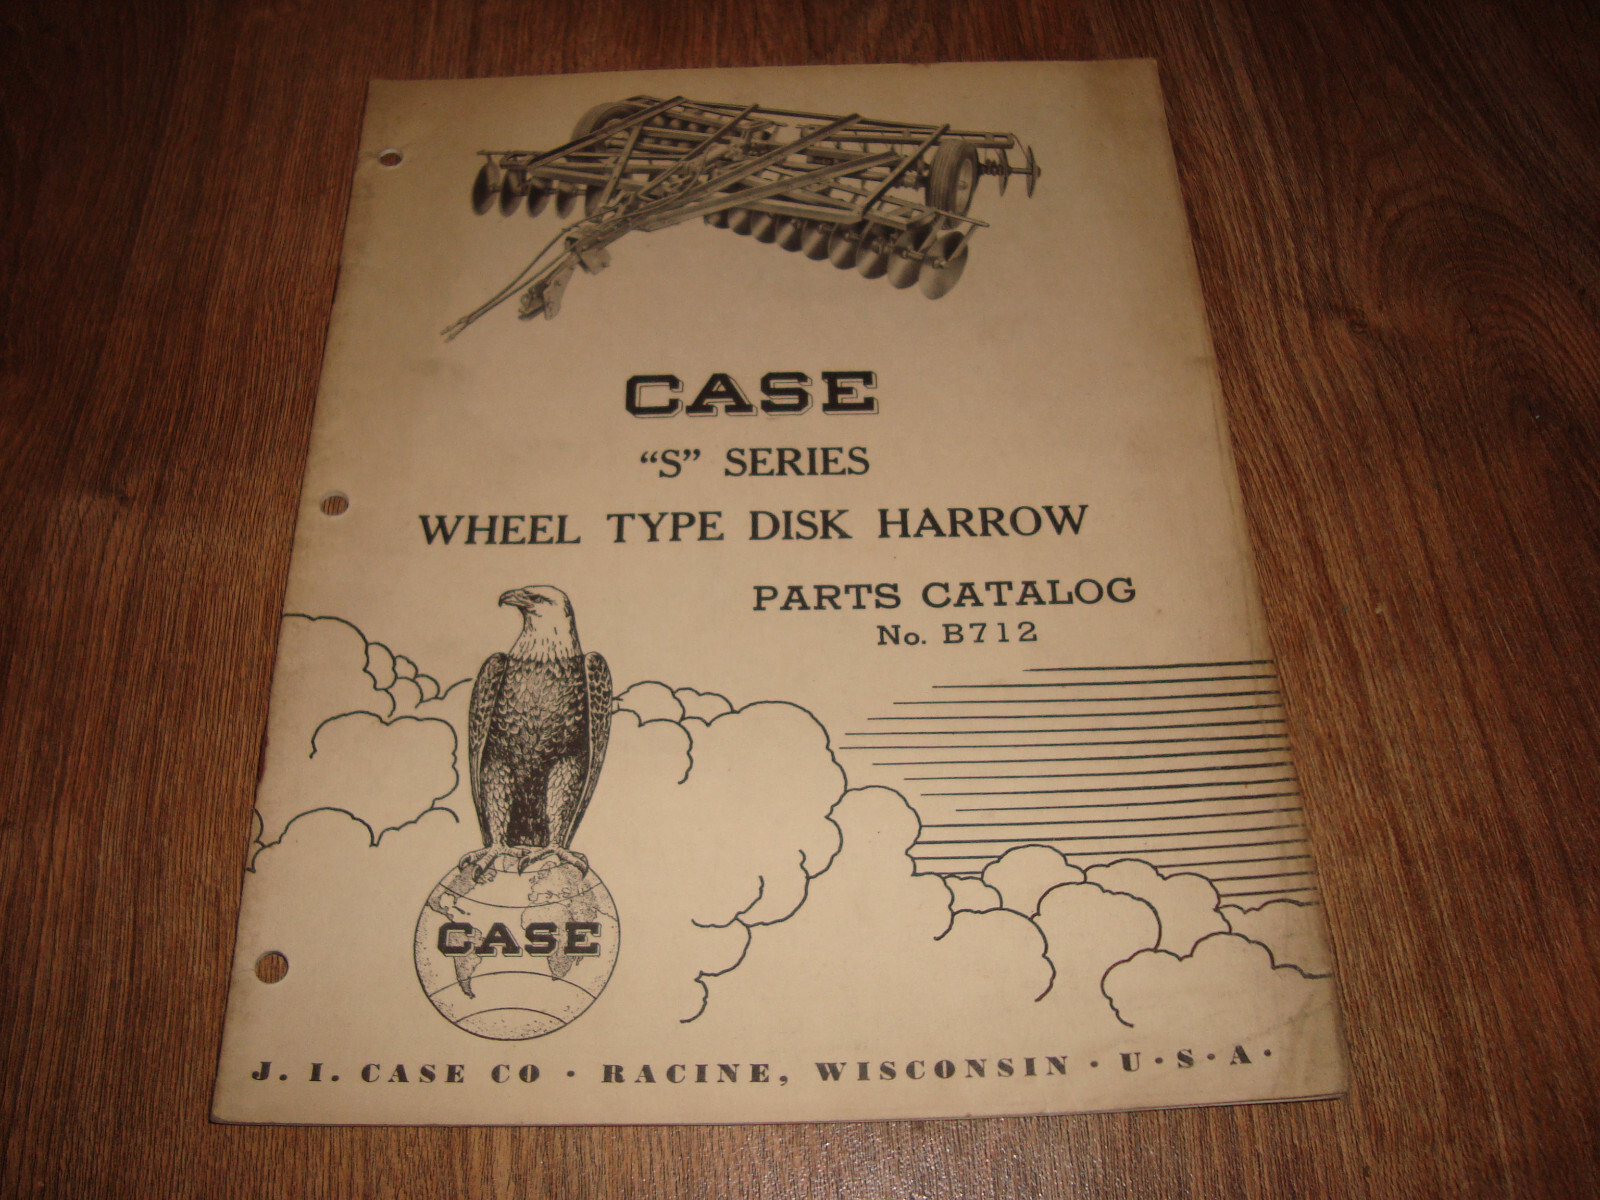 CASE
“S” SERIES
WHEEL TYPE DISK HARROW
PARTS CATALOG
No. B712
CASE
J. I. CASE CO · RACINE, WISCONSIN · U · S · A ·